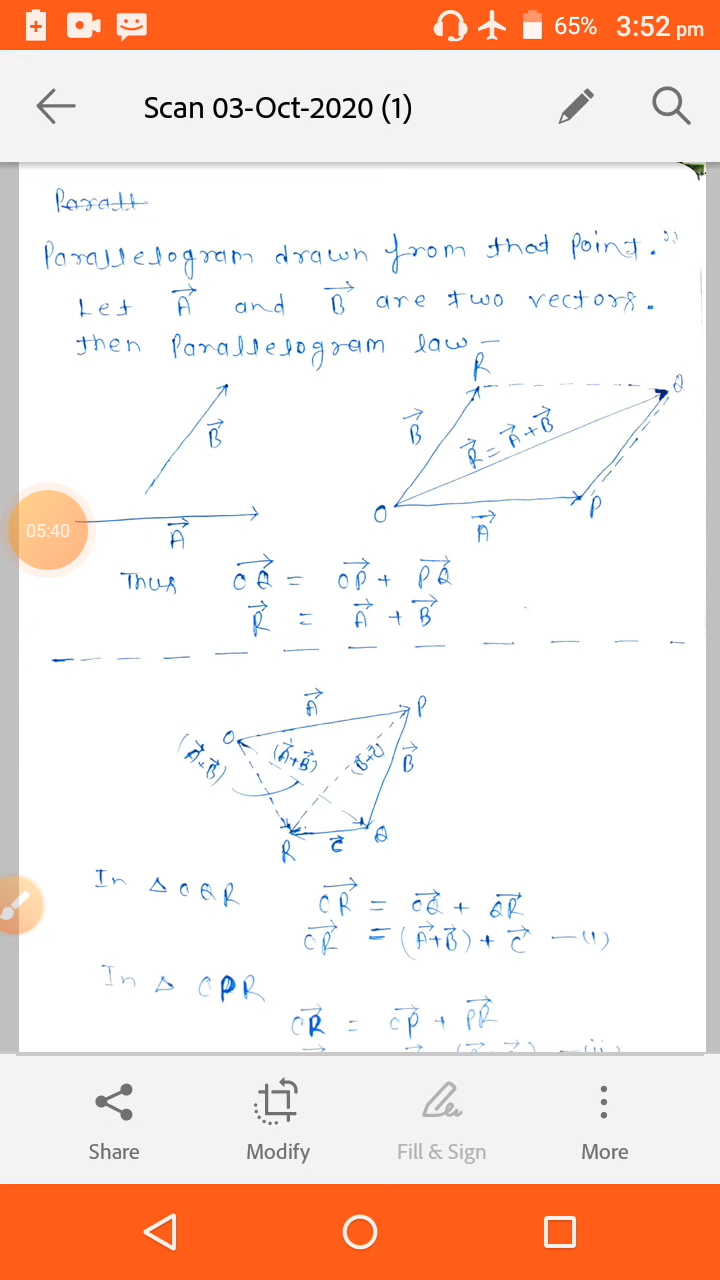 65% 3:52 pm
Scan 03-Oct-2020 (1)
Parall
Parallelogram drawn from that point."
Let A⃗ and B⃗ are two vectors.
then Parallelogram law –
R
Q
B⃗
B⃗
R⃗ = A⃗ + B⃗
O
P
A⃗
A⃗
05:40
Thus OQ⃗ = OP⃗ + PQ⃗
R⃗ = A⃗ + B⃗
A⃗
P
O
(A⃗+B⃗)
(A⃗+B⃗)
(B⃗+C⃗)
B⃗
R
C⃗
Q
In △ OQR OR⃗ = OQ⃗ + QR⃗
OR⃗ = (A⃗+B⃗) + C⃗ —(1)
In △ OPR
OR⃗ = OP⃗ + PR⃗
Share
Modify
Fill & Sign
More